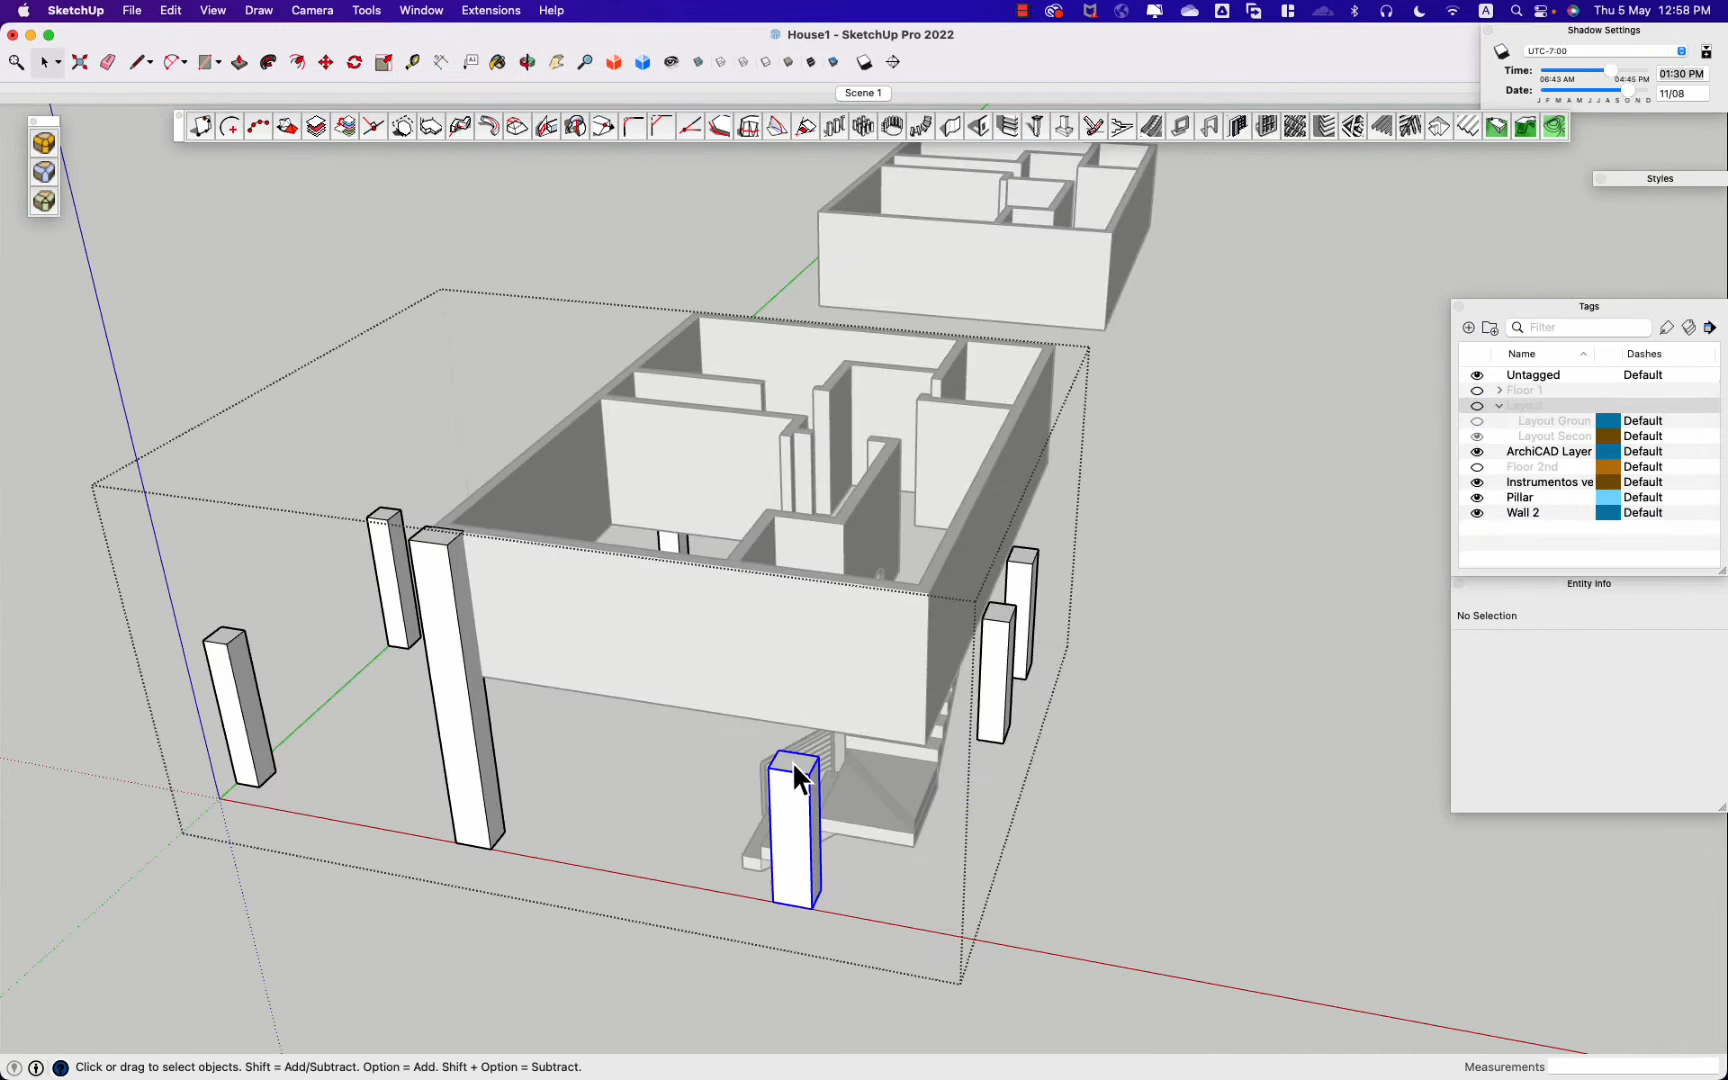 SketchUp File Edit View Draw Camera Tools Window Extensions Help
A Thu 5 May 12:58 PM
House1 - SketchUp Pro 2022
Shadow Settings
UTC-7:00
Time: 06:43 AM 04:45 PM 01:30 PM
Date: J F M A M J J A S O N D 11/08
Scene 1
Styles
Tags
Filter
Name Dashes
Untagged Default
Floor 1
Layout
Layout Groun Default
Layout Secon Default
ArchiCAD Layer Default
Floor 2nd Default
Instrumentos ve Default
Pillar Default
Wall 2 Default
Entity Info
No Selection
Click or drag to select objects. Shift = Add/Subtract. Option = Add. Shift + Option = Subtract.
Measurements